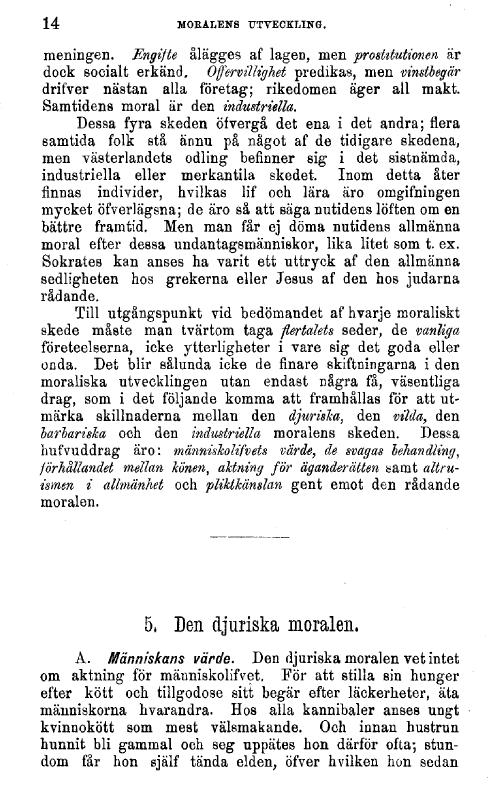 14 MORALENS UTVECKLING.
meningen. Engifte ålägges af lagen, men prostitutionen är
dock socialt erkänd. Offervillighet predikas, men vinstbegär
drifver nästan alla företag; rikedomen äger all makt.
Samtidens moral är den industriella.
Dessa fyra skeden öfvergå det ena i det andra; flera
samtida folk stå ännu på något af de tidigare skedena,
men västerlandets odling befinner sig i det sistnämda,
industriella eller merkantila skedet. Inom detta åter
finnas individer, hvilkas lif och lära äro omgifningen
mycket öfverlägsna; de äro så att säga nutidens löften om en
bättre framtid. Men man får ej döma nutidens allmänna
moral efter dessa undantagsmänniskor, lika litet som t. ex.
Sokrates kan anses ha varit ett uttryck af den allmänna
sedligheten hos grekerna eller Jesus af den hos judarna
rådande.
Till utgångspunkt vid bedömandet af hvarje moraliskt
skede måste man tvärtom taga flertalets seder, de vanliga
företeelserna, icke ytterligheter i vare sig det goda eller
onda. Det blir sålunda icke de finare skiftningarna i den
moraliska utvecklingen utan endast några få, väsentliga
drag, som i det följande komma att framhållas för att ut-
märka skillnaderna mellan den djuriska, den vilda, den
barbariska och den industriella moralens skeden. Dessa
hufvuddrag äro: människolifvets värde, de svagas behandling,
förhållandet mellan könen, aktning för äganderätten samt altru-
ismen i allmänhet och pliktkänslan gent emot den rådande
moralen.
5. Den djuriska moralen.
A. Människans värde. Den djuriska moralen vet intet
om aktning för människolifvet. För att stilla sin hunger
efter kött och tillgodose sitt begär efter läckerheter, äta
människorna hvarandra. Hos alla kannibaler anses ungt
kvinnokött som mest välsmakande. Och innan hustrun
hunnit bli gammal och seg uppätes hon därför ofta; stun-
dom får hon själf tända elden, öfver hvilken hon sedan